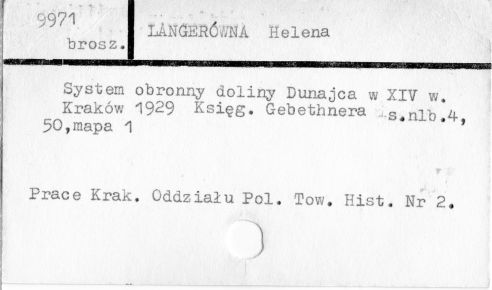 9971
brosz.
LANGERÓWNA Helena
System obronny doliny Dunajca w XIV w.
Kraków 1929 Księg. Gebethnera s.nlb.4,
50,mapa 1
Prace Krak. Oddziału Pol. Tow. Hist. Nr 2.